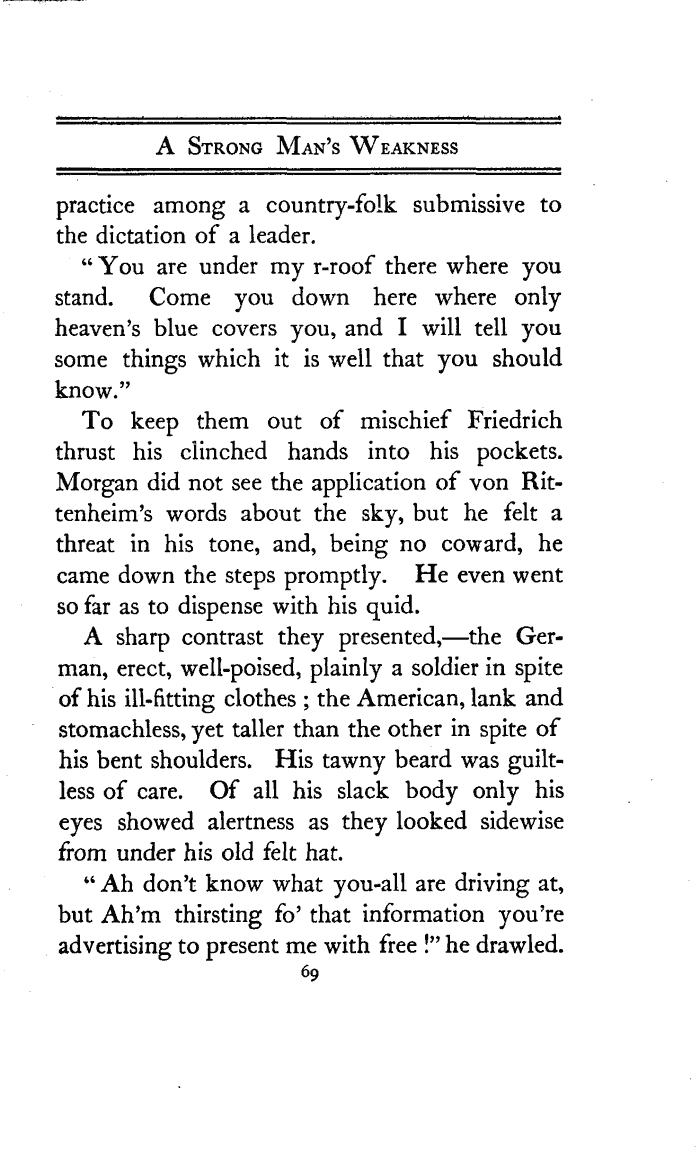 A Strong Man's Weakness
practice among a country-folk submissive to
the dictation of a leader.
“You are under my r-roof there where you
stand. Come you down here where only
heaven's blue covers you, and I will tell you
some things which it is well that you should
know.”
To keep them out of mischief Friedrich
thrust his clinched hands into his pockets.
Morgan did not see the application of von Rit-
tenheim's words about the sky, but he felt a
threat in his tone, and, being no coward, he
came down the steps promptly. He even went
so far as to dispense with his quid.
A sharp contrast they presented,—the Ger-
man, erect, well-poised, plainly a soldier in spite
of his ill-fitting clothes ; the American, lank and
stomachless, yet taller than the other in spite of
his bent shoulders. His tawny beard was guilt-
less of care. Of all his slack body only his
eyes showed alertness as they looked sidewise
from under his old felt hat.
“Ah don't know what you-all are driving at,
but Ah'm thirsting fo' that information you're
advertising to present me with free !” he drawled.
69